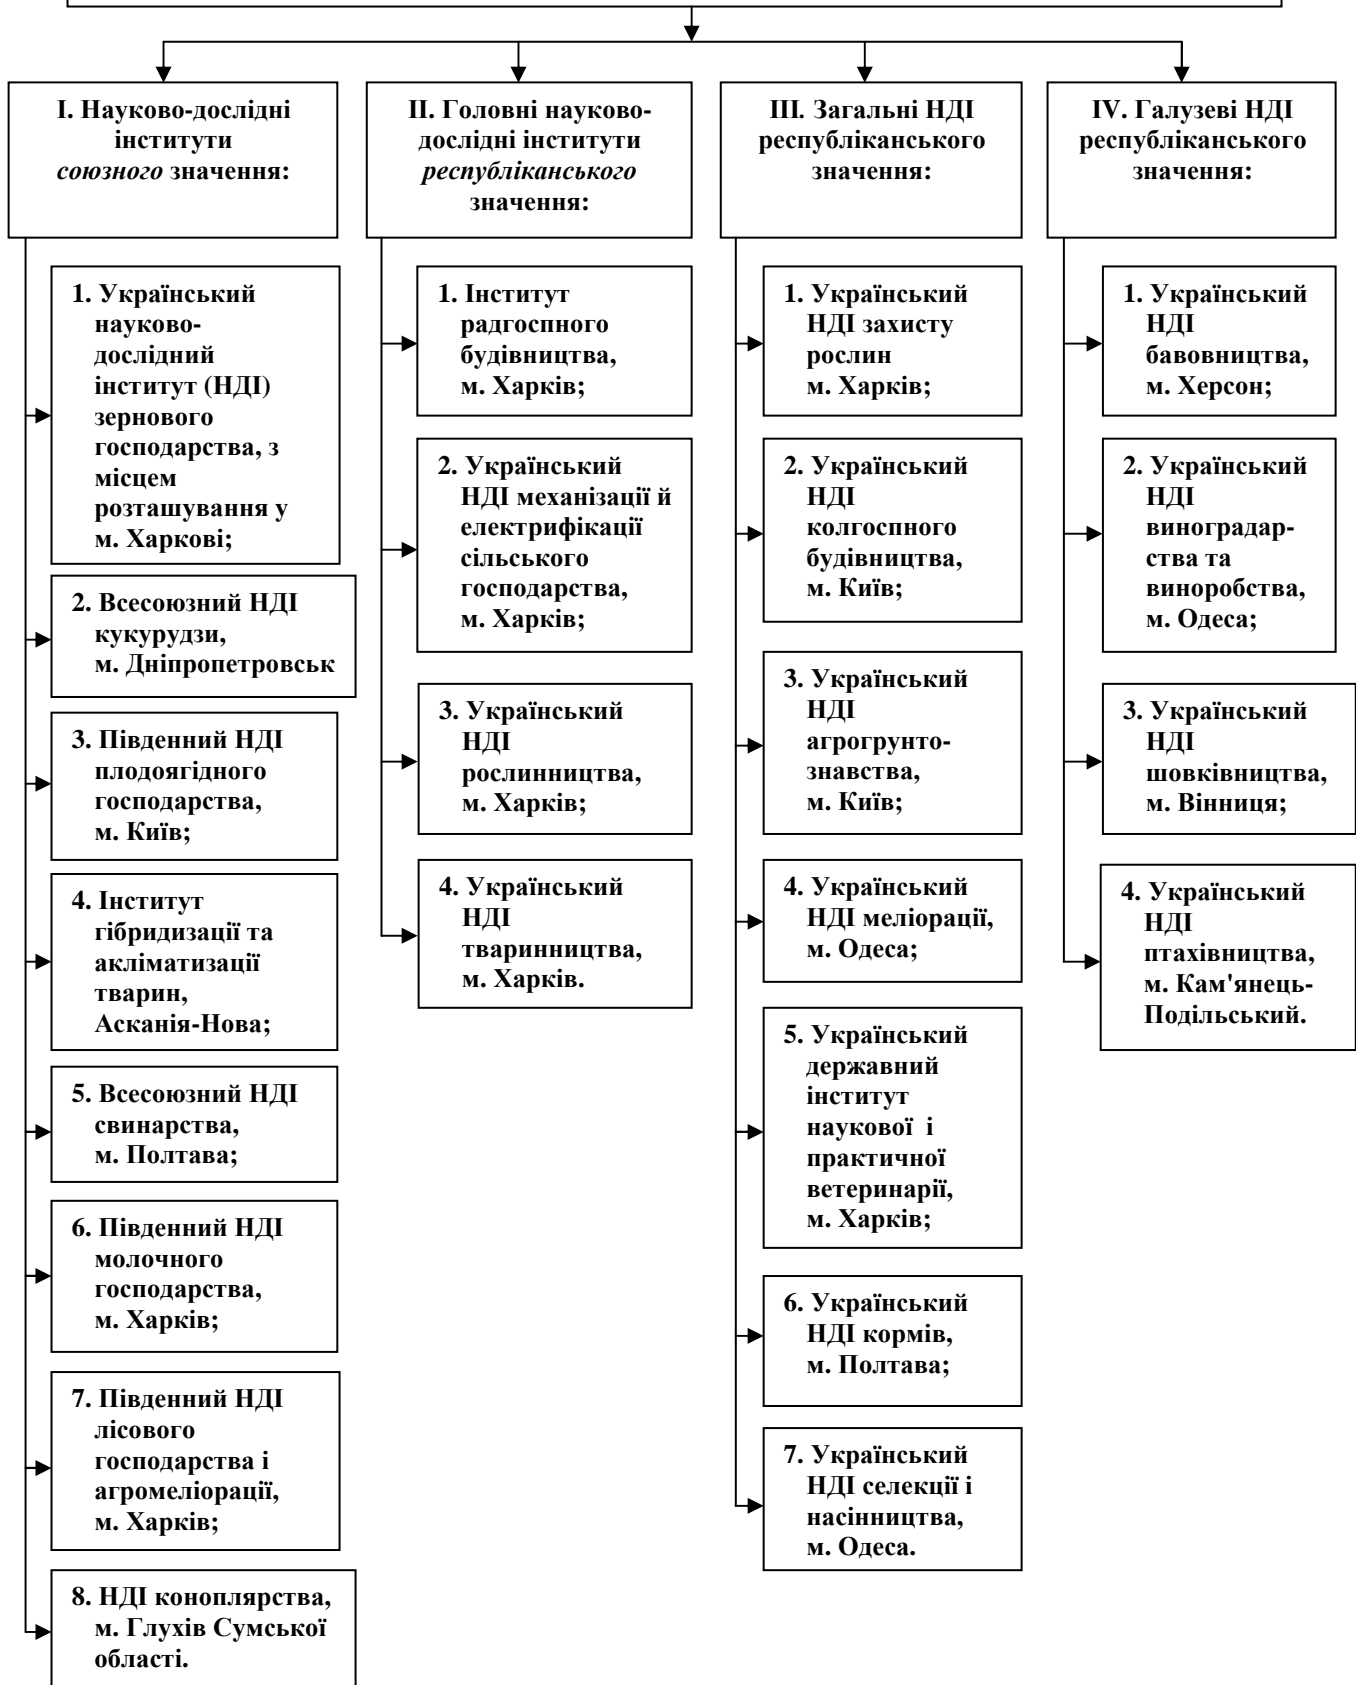 I. Науково-дослідні
інститути
союзного значення:
II. Головні науково-
дослідні інститути
республіканського
значення:
III. Загальні НДІ
республіканського
значення:
IV. Галузеві НДІ
республіканського
значення:
1. Український
науково-
дослідний
інститут (НДІ)
зернового
господарства, з
місцем
розташування у
м. Харкові;
2. Всесоюзний НДІ
кукурудзи,
м. Дніпропетровськ
3. Південний НДІ
плодоягідного
господарства,
м. Київ;
4. Інститут
гібридизації та
акліматизації
тварин,
Асканія-Нова;
5. Всесоюзний НДІ
свинарства,
м. Полтава;
6. Південний НДІ
молочного
господарства,
м. Харків;
7. Південний НДІ
лісового
господарства і
агромеліорації,
м. Харків;
8. НДІ коноплярства,
м. Глухів Сумської
області.
1. Інститут
радгоспного
будівництва,
м. Харків;
2. Український
НДІ механізації й
електрифікації
сільського
господарства,
м. Харків;
3. Український
НДІ
рослинництва,
м. Харків;
4. Український
НДІ
тваринництва,
м. Харків.
1. Український
НДІ захисту
рослин
м. Харків;
2. Український
НДІ
колгоспного
будівництва,
м. Київ;
3. Український
НДІ
агрогрунто-
знавства,
м. Київ;
4. Український
НДІ меліорації,
м. Одеса;
5. Український
державний
інститут
наукової і
практичної
ветеринарії,
м. Харків;
6. Український
НДІ кормів,
м. Полтава;
7. Український
НДІ селекції і
насінництва,
м. Одеса.
1. Український
НДІ
бавовництва,
м. Херсон;
2. Український
НДІ
виноградар-
ства та
виноробства,
м. Одеса;
3. Український
НДІ
шовківництва,
м. Вінниця;
4. Український
НДІ
птахівництва,
м. Кам'янець-
Подільський.